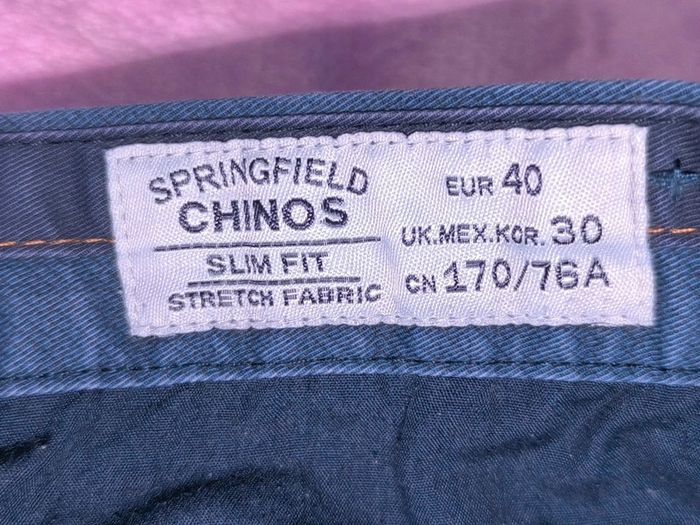 SPRINGFIELD
CHINOS
SLIM FIT
STRETCH FABRIC
EUR 40
UK.MEX.KOR. 30
CN 170/76A